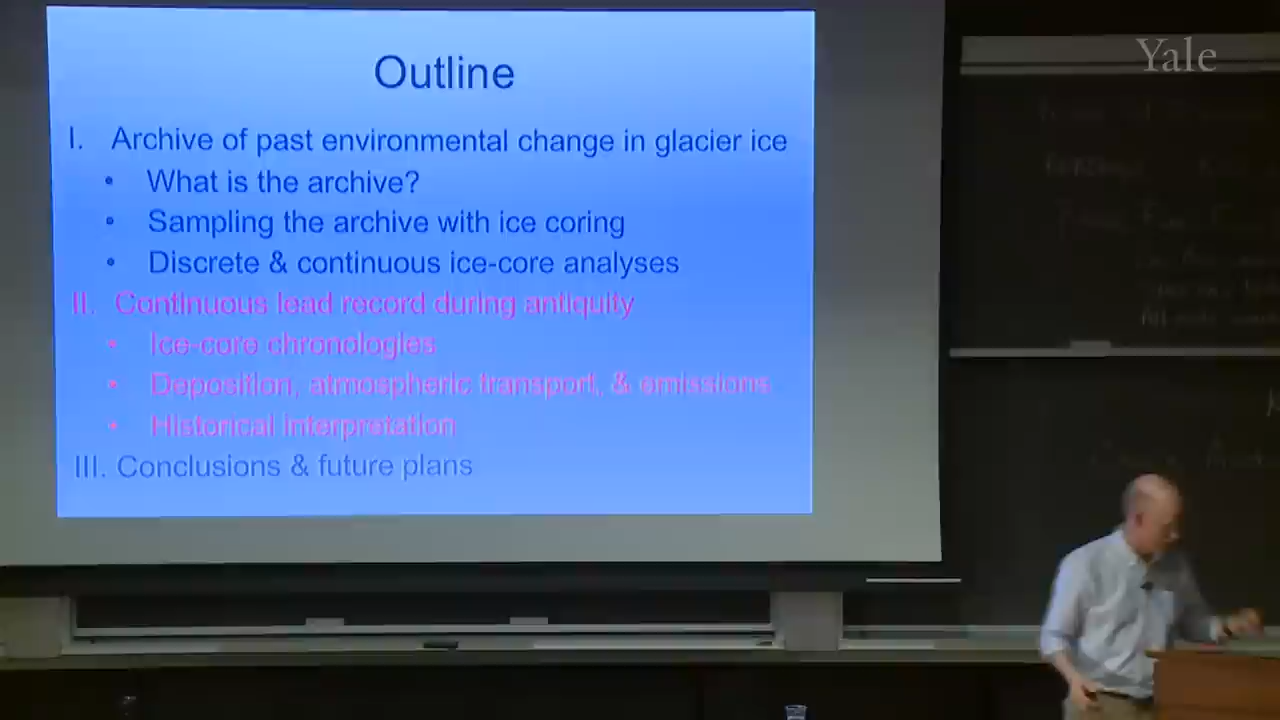 Outline
I. Archive of past environmental change in glacier ice
• What is the archive?
• Sampling the archive with ice coring
• Discrete & continuous ice-core analyses
II. Continuous lead record during antiquity
• Ice-core chronologies
• Deposition, atmospheric transport, & emissions
• Historical interpretation
III. Conclusions & future plans
Yale